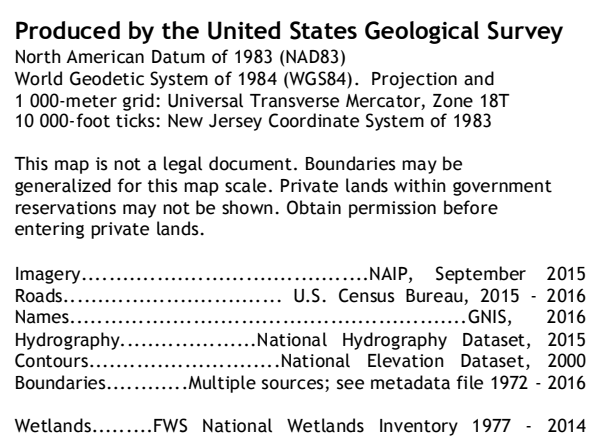 Produced by the United States Geological Survey
North American Datum of 1983 (NAD83)
World Geodetic System of 1984 (WGS84). Projection and
1 000-meter grid: Universal Transverse Mercator, Zone 18T
10 000-foot ticks: New Jersey Coordinate System of 1983
This map is not a legal document. Boundaries may be
generalized for this map scale. Private lands within government
reservations may not be shown. Obtain permission before
entering private lands.
Imagery..........................................NAIP, September 2015
Roads................................ U.S. Census Bureau, 2015 - 2016
Names..........................................................GNIS, 2016
Hydrography....................National Hydrography Dataset, 2015
Contours............................National Elevation Dataset, 2000
Boundaries............Multiple sources; see metadata file 1972 - 2016
Wetlands.........FWS National Wetlands Inventory 1977 - 2014